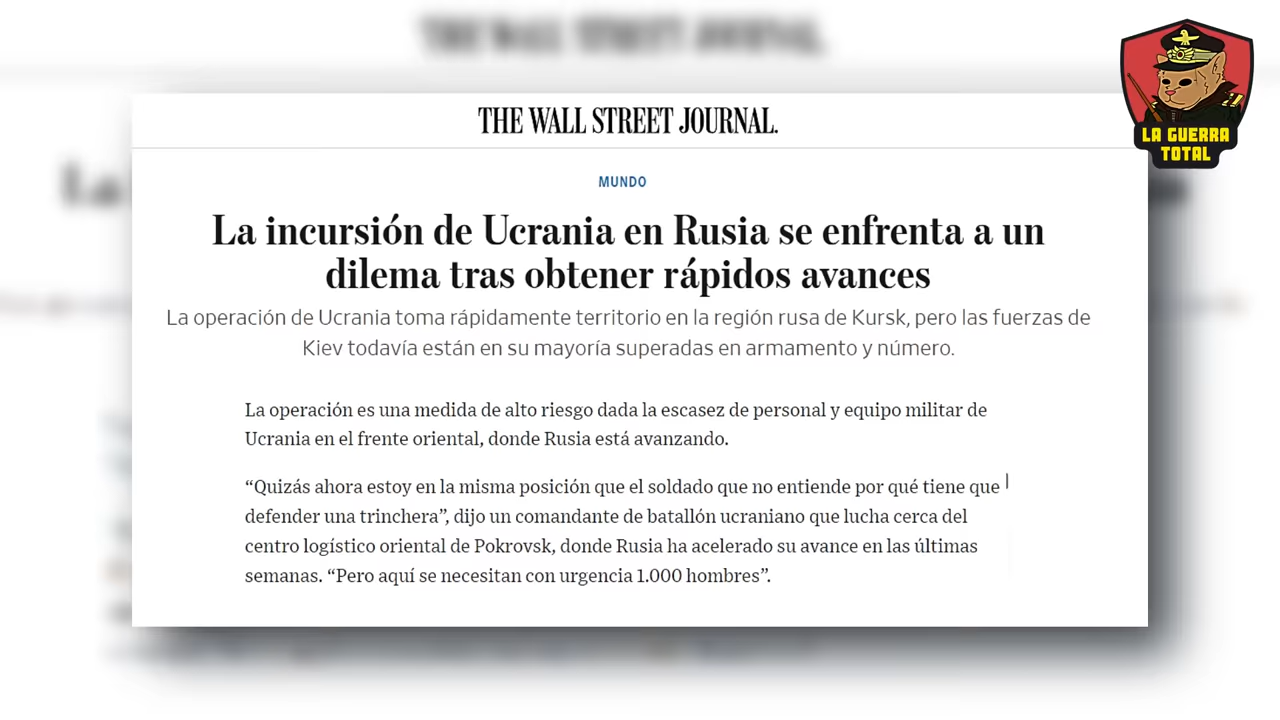 THE WALL STREET JOURNAL.
LA GUERRA
TOTAL
MUNDO
La incursión de Ucrania en Rusia se enfrenta a un
dilema tras obtener rápidos avances
La operación de Ucrania toma rápidamente territorio en la región rusa de Kursk, pero las fuerzas de
Kiev todavía están en su mayoría superadas en armamento y número.
La operación es una medida de alto riesgo dada la escasez de personal y equipo militar de
Ucrania en el frente oriental, donde Rusia está avanzando.
“Quizás ahora estoy en la misma posición que el soldado que no entiende por qué tiene que
defender una trinchera”, dijo un comandante de batallón ucraniano que lucha cerca del
centro logístico oriental de Pokrovsk, donde Rusia ha acelerado su avance en las últimas
semanas. “Pero aquí se necesitan con urgencia 1.000 hombres”.